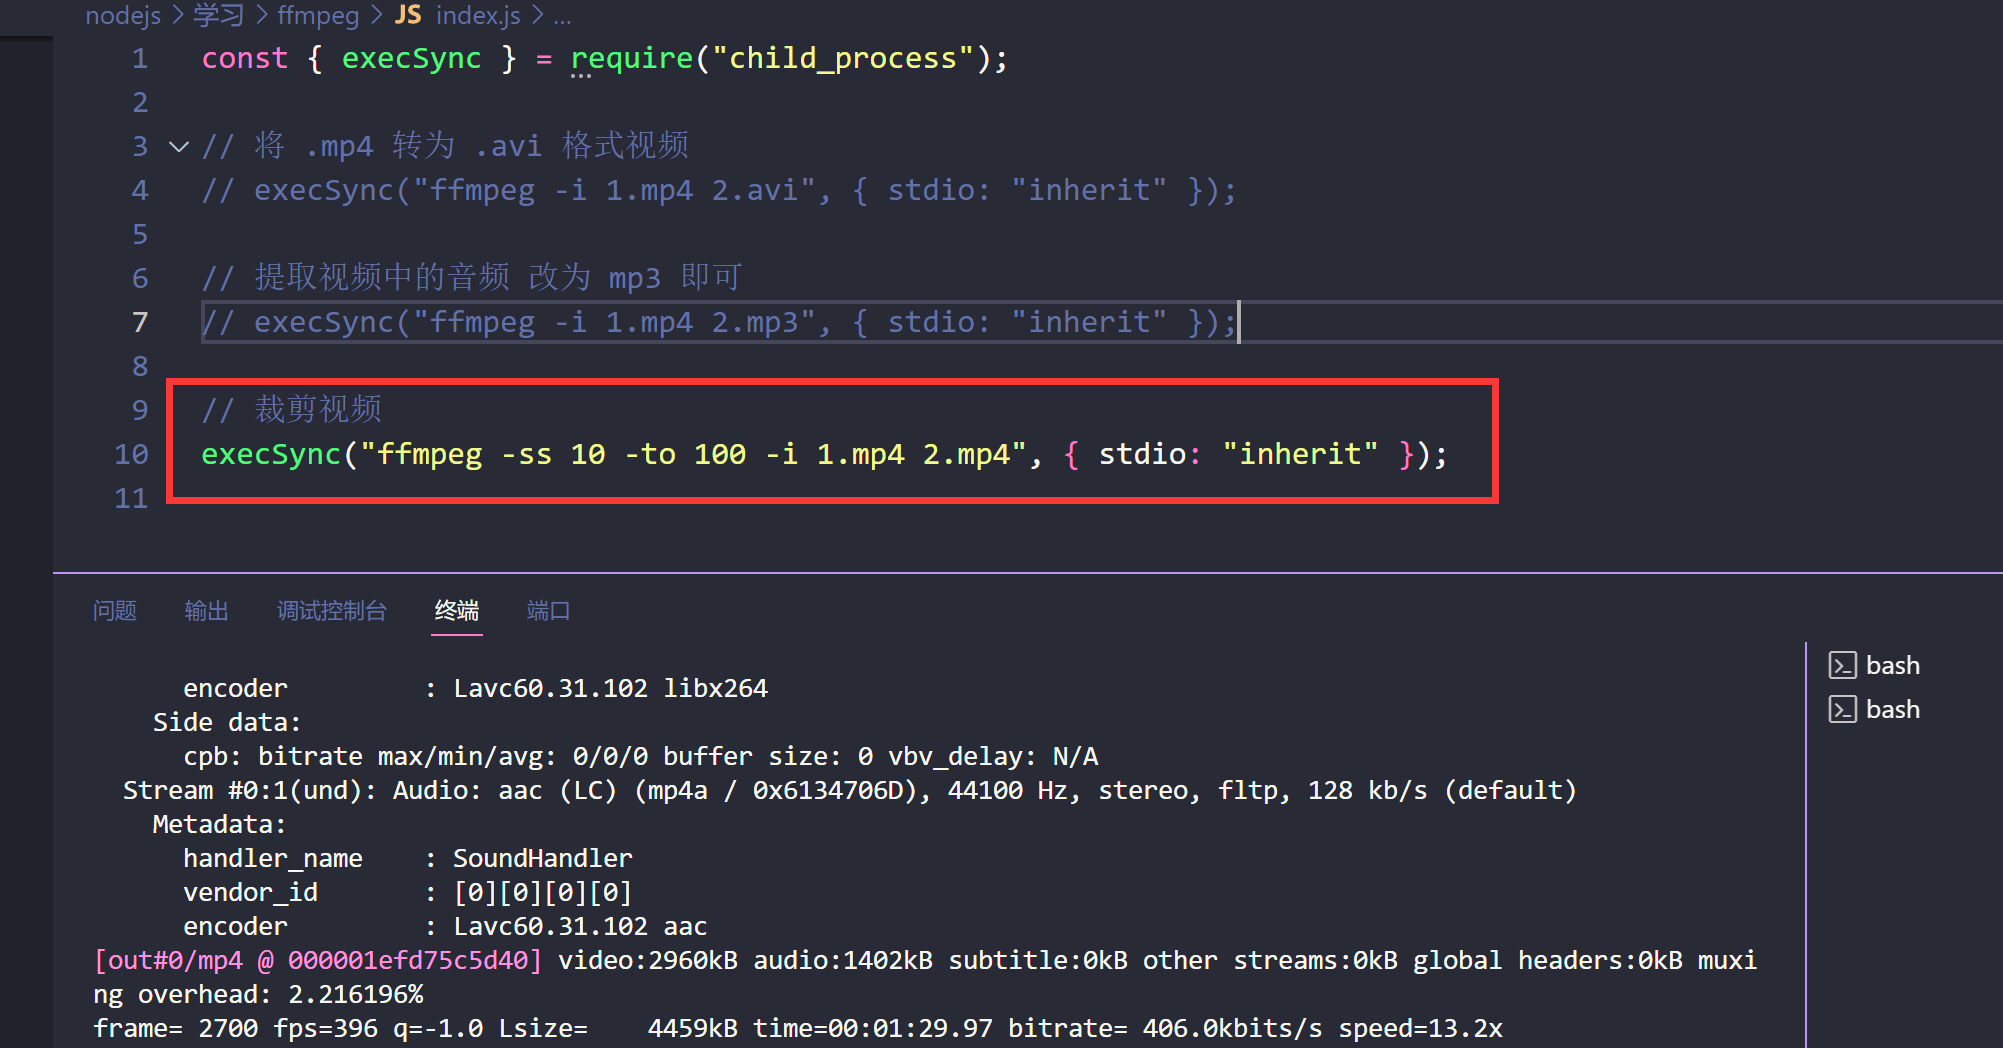 nodejs > 学习 > ffmpeg > JS index.js > ...
1 const { execSync } = require("child_process");
2
3 // 将 .mp4 转为 .avi 格式视频
4 // execSync("ffmpeg -i 1.mp4 2.avi", { stdio: "inherit" });
5
6 // 提取视频中的音频 改为 mp3 即可
7 // execSync("ffmpeg -i 1.mp4 2.mp3", { stdio: "inherit" });
8
9 // 裁剪视频
10 execSync("ffmpeg -ss 10 -to 100 -i 1.mp4 2.mp4", { stdio: "inherit" });
11
问题 输出 调试控制台 终端 端口
bash
bash
encoder : Lavc60.31.102 libx264
Side data:
cpb: bitrate max/min/avg: 0/0/0 buffer size: 0 vbv_delay: N/A
Stream #0:1(und): Audio: aac (LC) (mp4a / 0x6134706D), 44100 Hz, stereo, fltp, 128 kb/s (default)
Metadata:
handler_name : SoundHandler
vendor_id : [0][0][0][0]
encoder : Lavc60.31.102 aac
[out#0/mp4 @ 000001efd75c5d40] video:2960kB audio:1402kB subtitle:0kB other streams:0kB global headers:0kB muxi
ng overhead: 2.216196%
frame= 2700 fps=396 q=-1.0 Lsize= 4459kB time=00:01:29.97 bitrate= 406.0kbits/s speed=13.2x